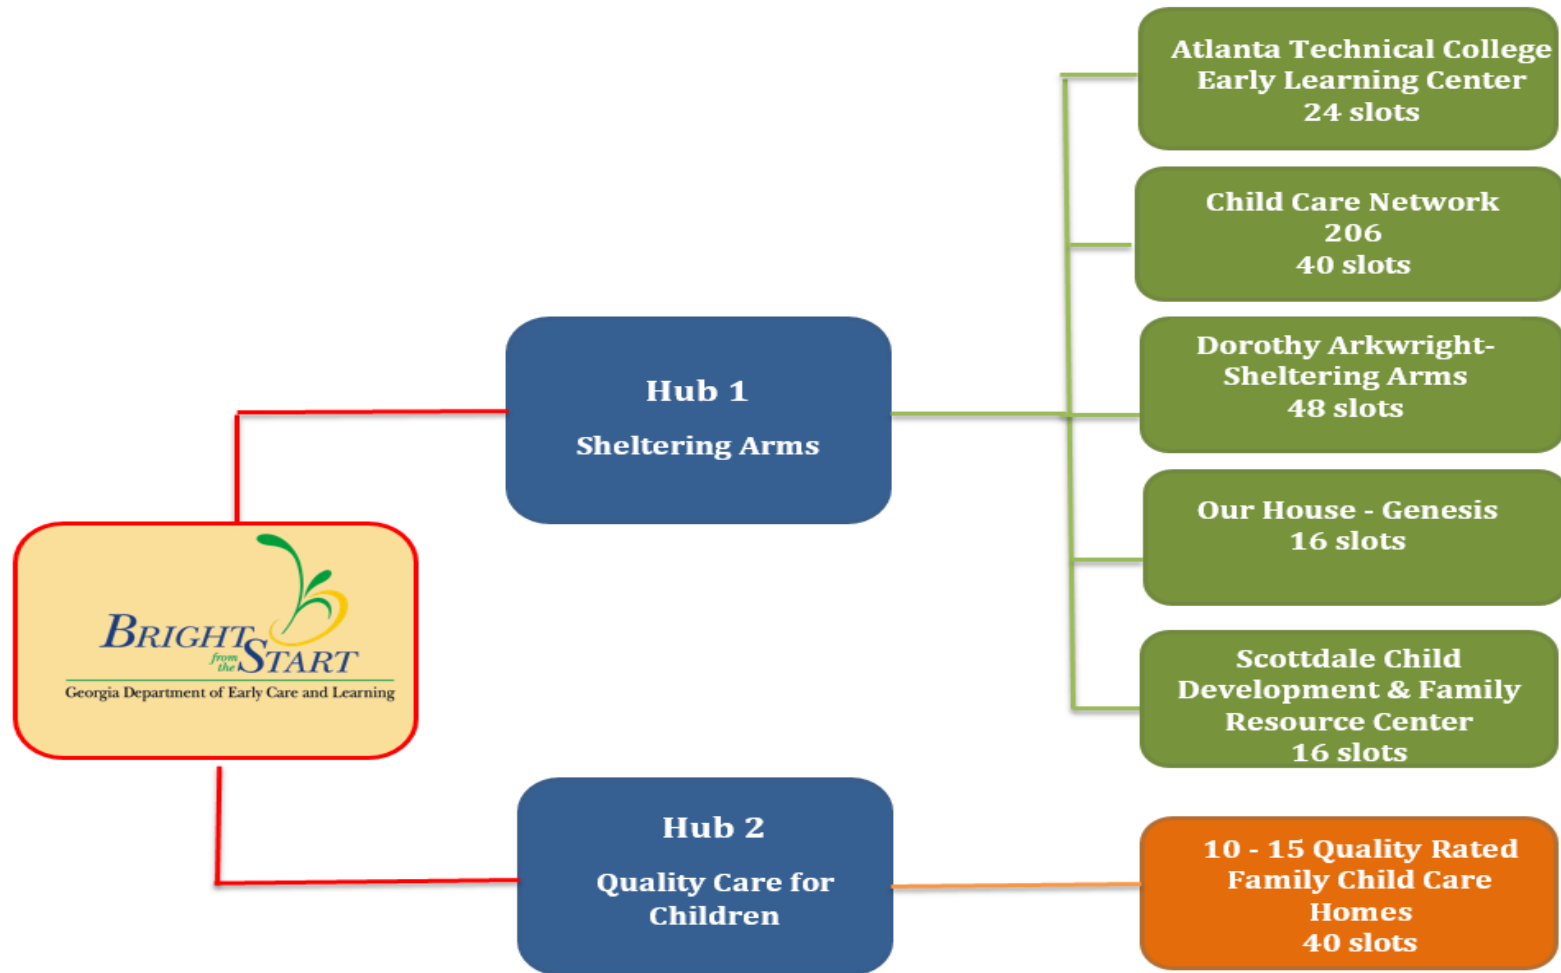 Atlanta Technical College
Early Learning Center
24 slots
Child Care Network
206
40 slots
Hub 1
Sheltering Arms
Dorothy Arkwright-
Sheltering Arms
48 slots
Our House - Genesis
16 slots
BRIGHT
from
the START
Georgia Department of Early Care and Learning
Scottdale Child
Development & Family
Resource Center
16 slots
Hub 2
Quality Care for
Children
10 - 15 Quality Rated
Family Child Care
Homes
40 slots